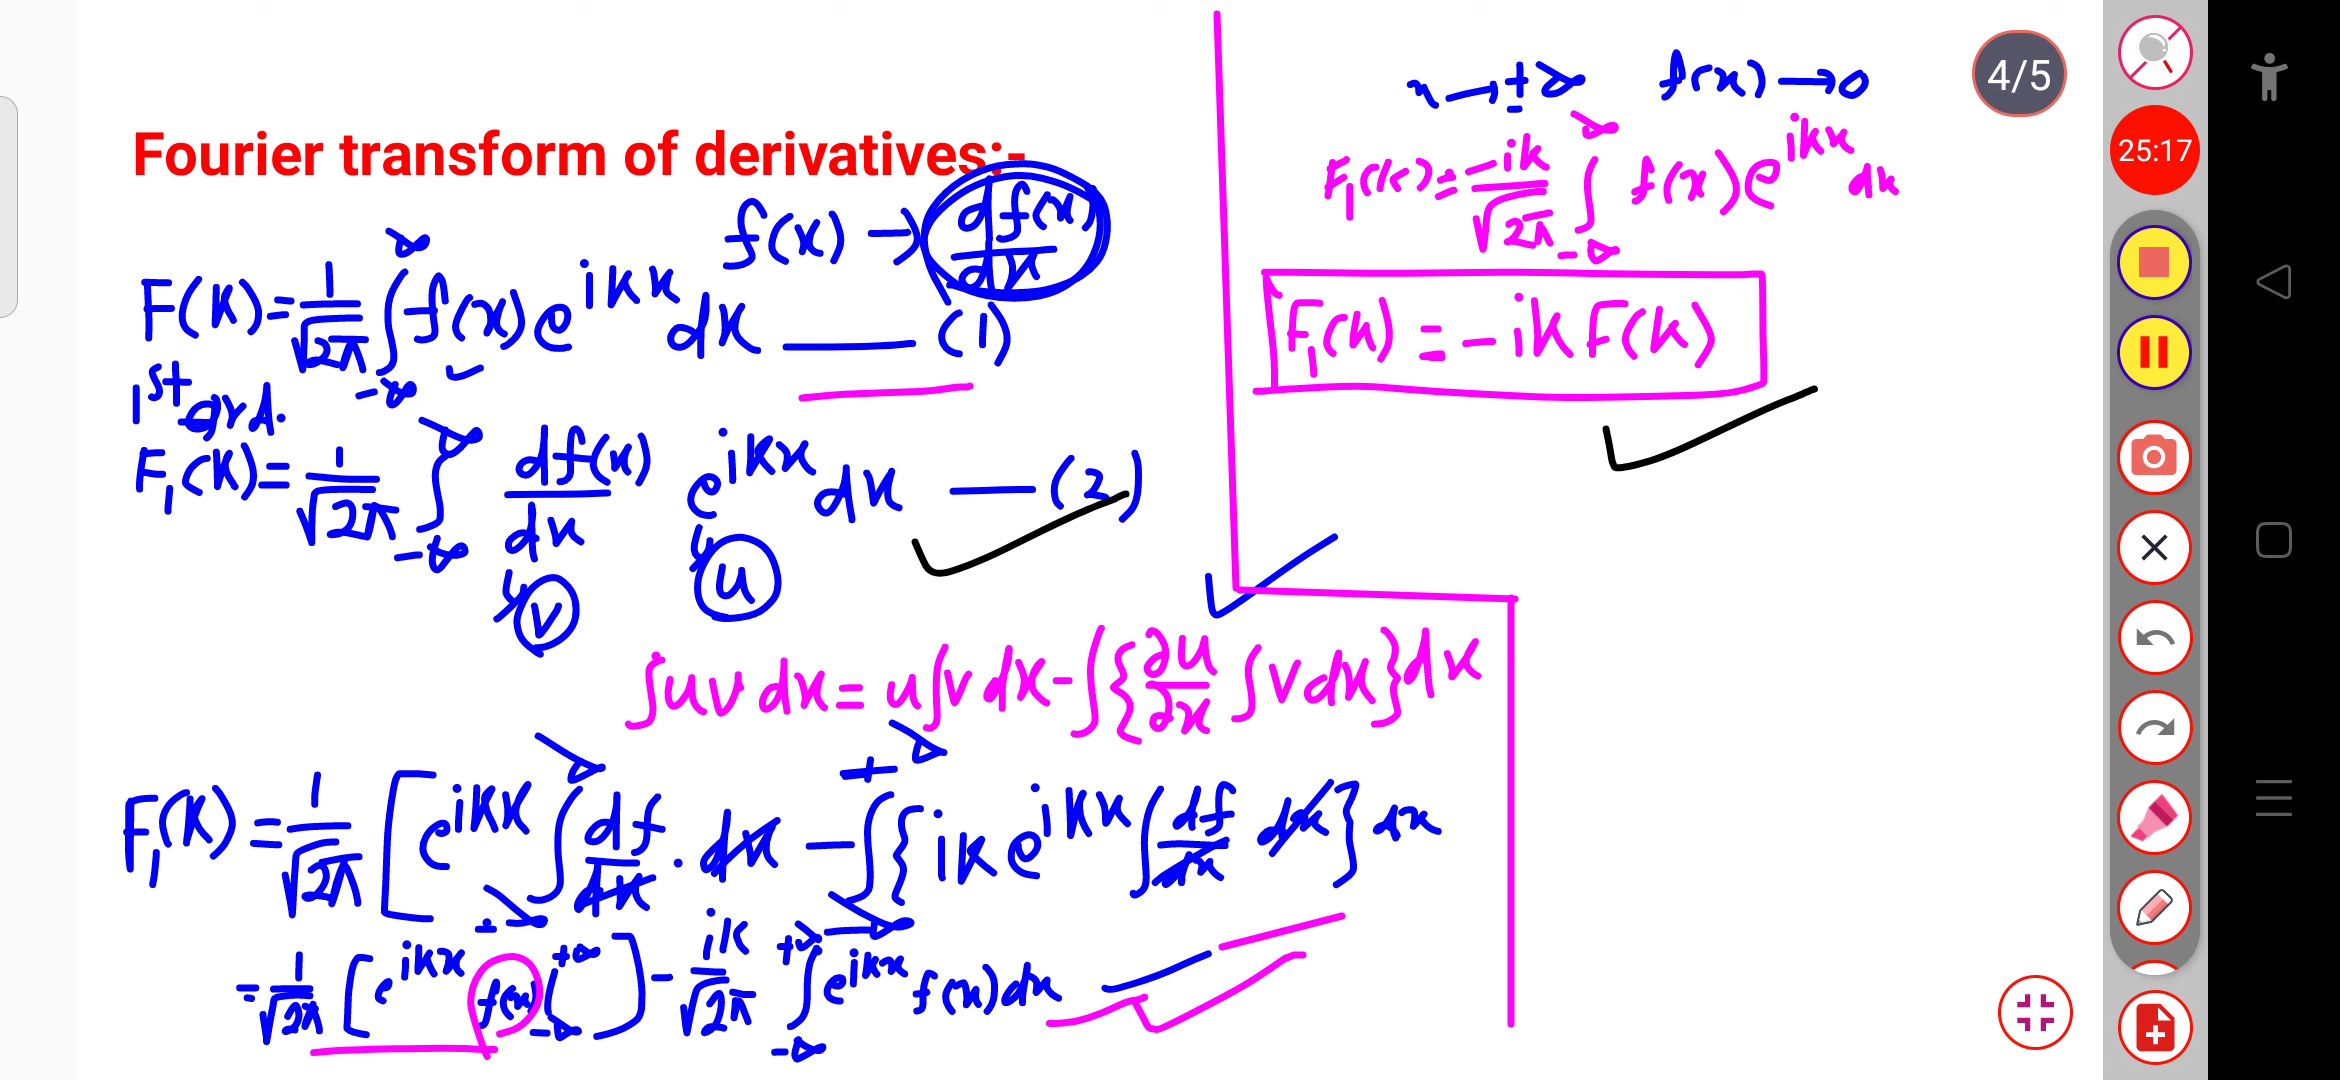 Fourier transform of derivatives:-
f(x) → df(x)/dx
F(K) = 1/√2π ∫_{-∞}^{∞} f(x) e^{ikx} dx —— (1)
1st ord.
F₁(K) = 1/√2π ∫_{-∞}^{∞} df(x)/dx e^{ikx} dx — (2)
v u
∫uv dx = u∫v dx - ∫{∂u/∂x ∫v dx} dx
F₁(K) = 1/√2π [e^{ikx} ∫_{-∞}^{∞} df/dx . dx - ∫_{-∞}^{+∞} {ik e^{ikx} ∫ df/dx dx} dx
= 1/√2π [e^{ikx} f(x) (_{-∞}^{+∞}] - ik/√2π ∫_{-∞}^{+∞} e^{ikx} f(x) dx
x → ±∞ f(x) → 0
F₁(k) = -ik/√2π ∫_{-∞}^{∞} f(x) e^{ikx} dx
F₁(k) = -ik F(k)
4/5
25:17